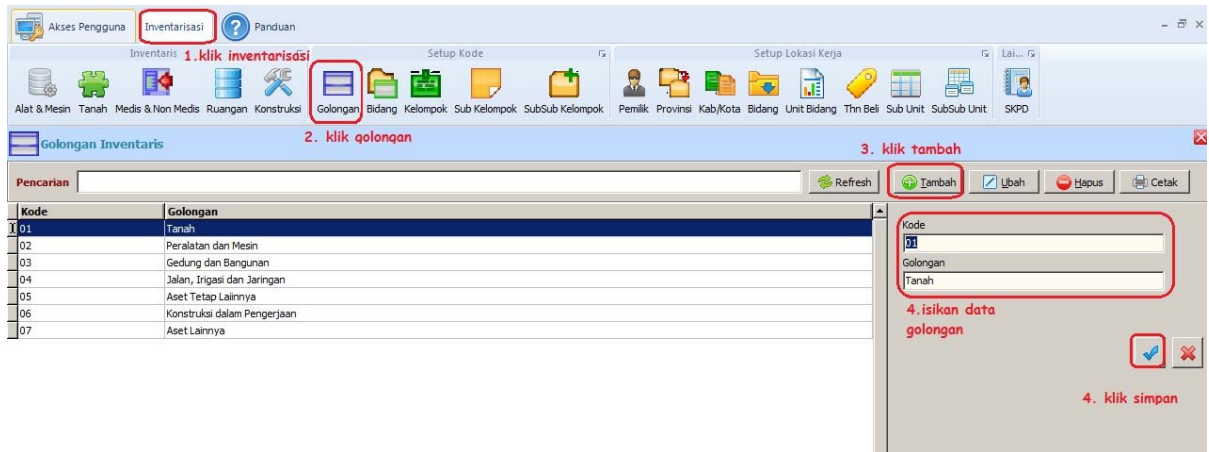 Akses Pengguna Inventarisasi Panduan
Inventaris 1.klik inventarisasi Setup Kode Setup Lokasi Kerja Lai...
Alat & Mesin Tanah Medis & Non Medis Ruangan Konstruksi Golongan Bidang Kelompok Sub Kelompok SubSub Kelompok Pemilik Provinsi Kab/Kota Bidang Unit Bidang Thn Beli Sub Unit SubSub Unit SKPD
2. klik golongan
Golongan Inventaris
3. klik tambah
Pencarian Refresh Tambah Ubah Hapus Cetak
Kode Golongan
01 Tanah
02 Peralatan dan Mesin
03 Gedung dan Bangunan
04 Jalan, Irigasi dan Jaringan
05 Aset Tetap Laiinnya
06 Konstruksi dalam Pengerjaan
07 Aset Lainnya
Kode
01
Golongan
Tanah
4.isikan data
golongan
4. klik simpan